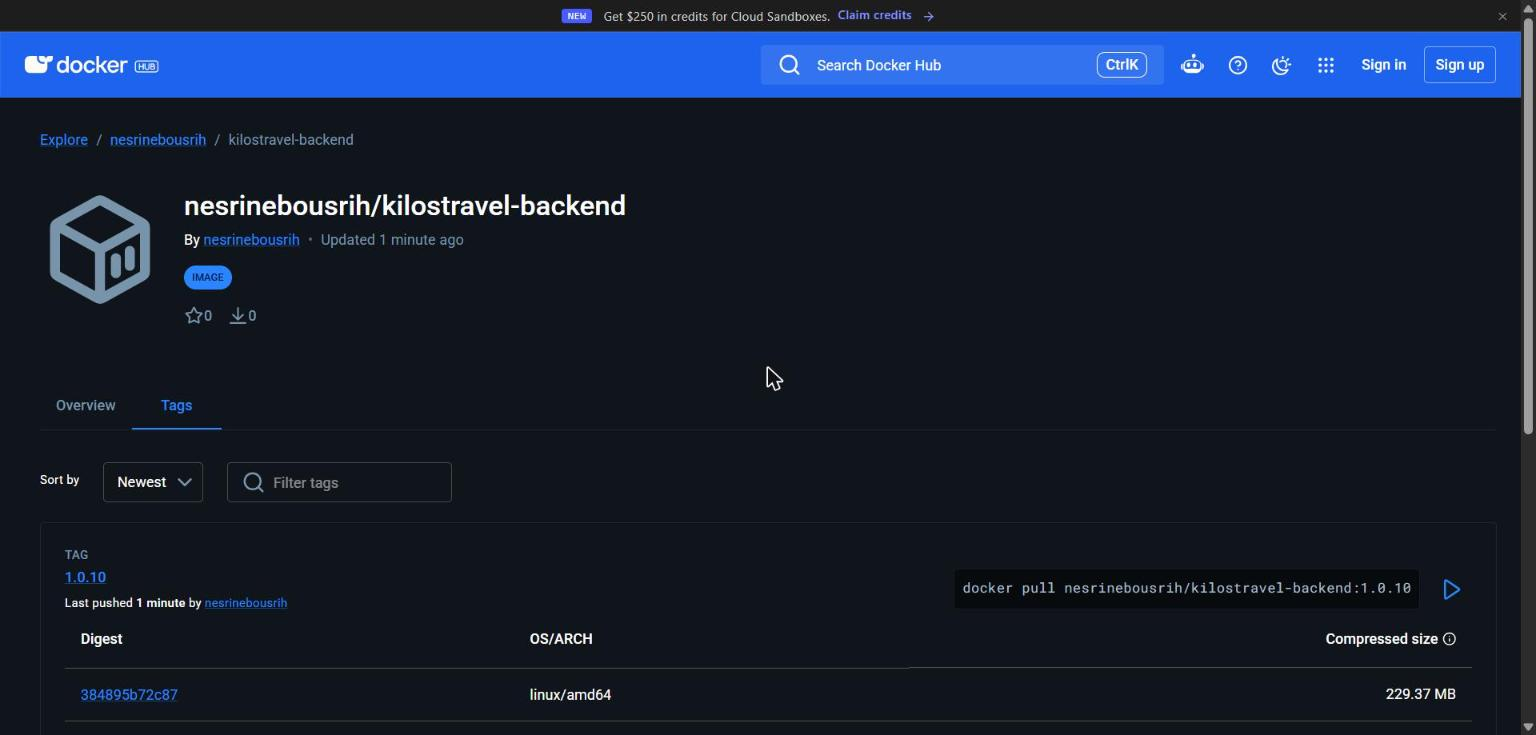 NEW Get $250 in credits for Cloud Sandboxes. Claim credits →
docker HUB Search Docker Hub CtrlK Sign in Sign up
Explore / nesrinebousrih / kilostravel-backend
nesrinebousrih/kilostravel-backend
By nesrinebousrih • Updated 1 minute ago
IMAGE
0 0
Overview Tags
Sort by Newest Filter tags
TAG
1.0.10
docker pull nesrinebousrih/kilostravel-backend:1.0.10
Last pushed 1 minute by nesrinebousrih
Digest OS/ARCH Compressed size
384895b72c87 linux/amd64 229.37 MB